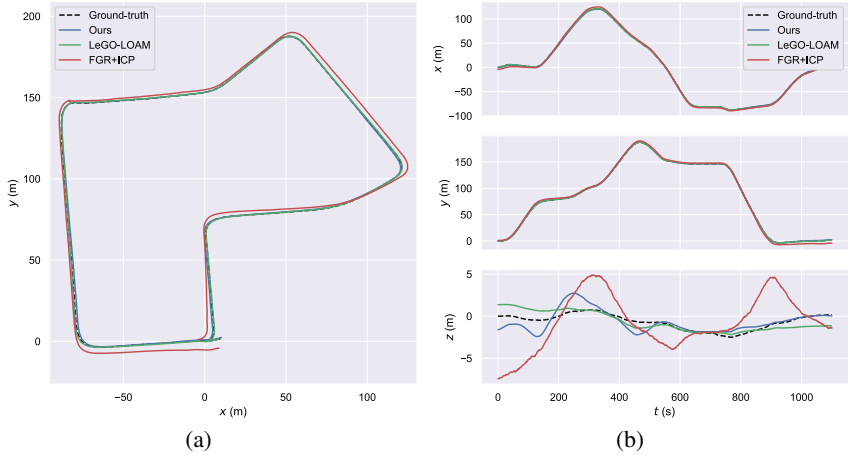 200
150
100
50
0
y (m)
−50
0
50
100
x (m)
Ground-truth
Ours
LeGO-LOAM
FGR+ICP
(a)
100
50
0
−50
−100
x (m)
Ground-truth
Ours
LeGO-LOAM
FGR+ICP
150
100
50
0
y (m)
5
0
−5
z (m)
0
200
400
600
800
1000
t (s)
(b)